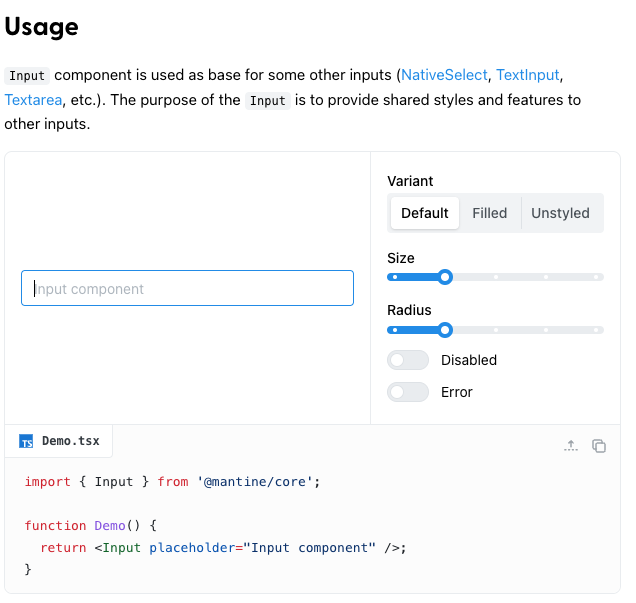 Usage
Input component is used as base for some other inputs (NativeSelect, TextInput,
Textarea, etc.). The purpose of the Input is to provide shared styles and features to
other inputs.
Input component
Variant
Default Filled Unstyled
Size
Radius
Disabled
Error
TS Demo.tsx
import { Input } from '@mantine/core';
function Demo() {
  return <Input placeholder="Input component" />;
}